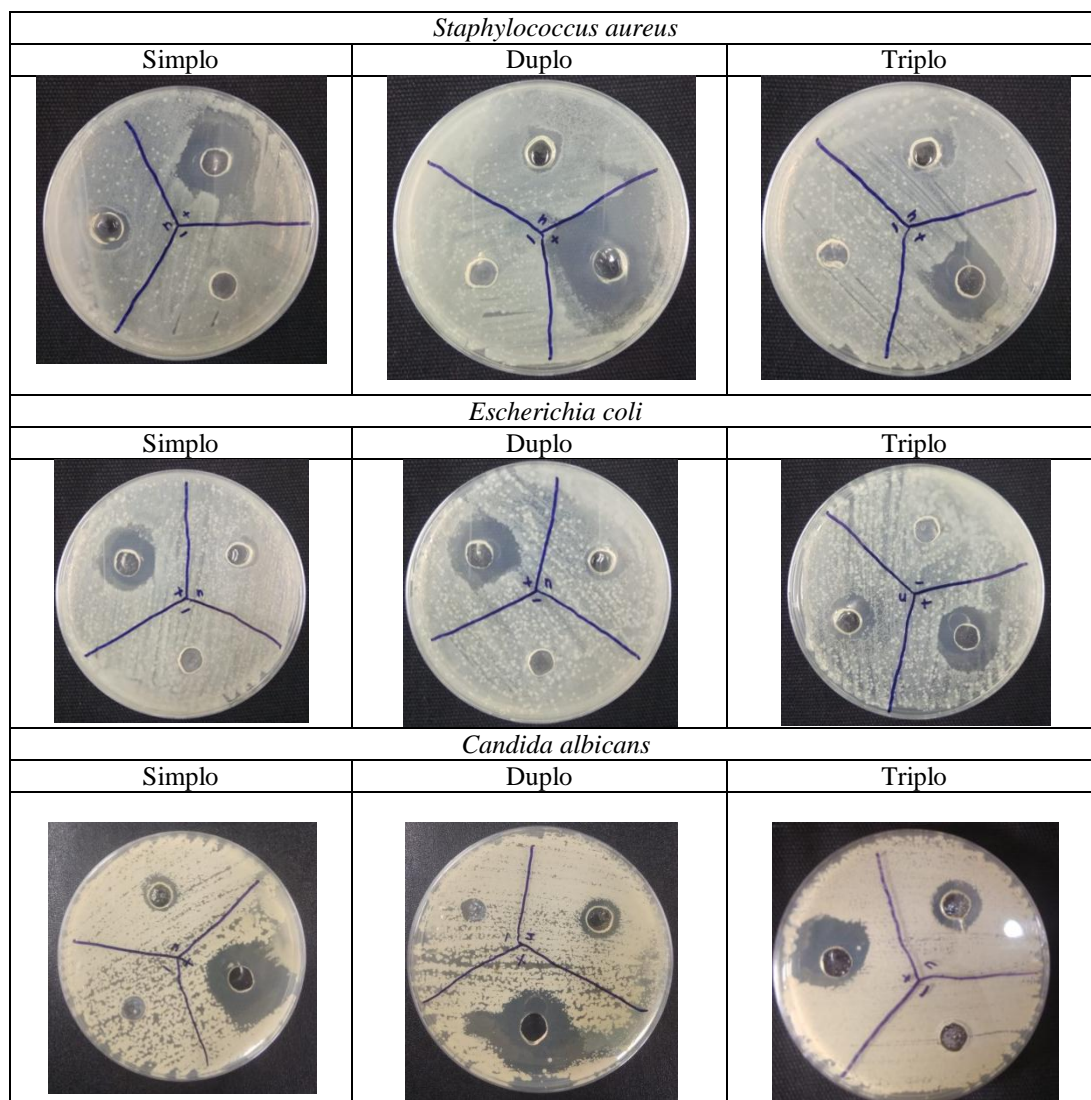 Staphylococcus aureus
Simplo Duplo Triplo
Escherichia coli
Simplo Duplo Triplo
Candida albicans
Simplo Duplo Triplo